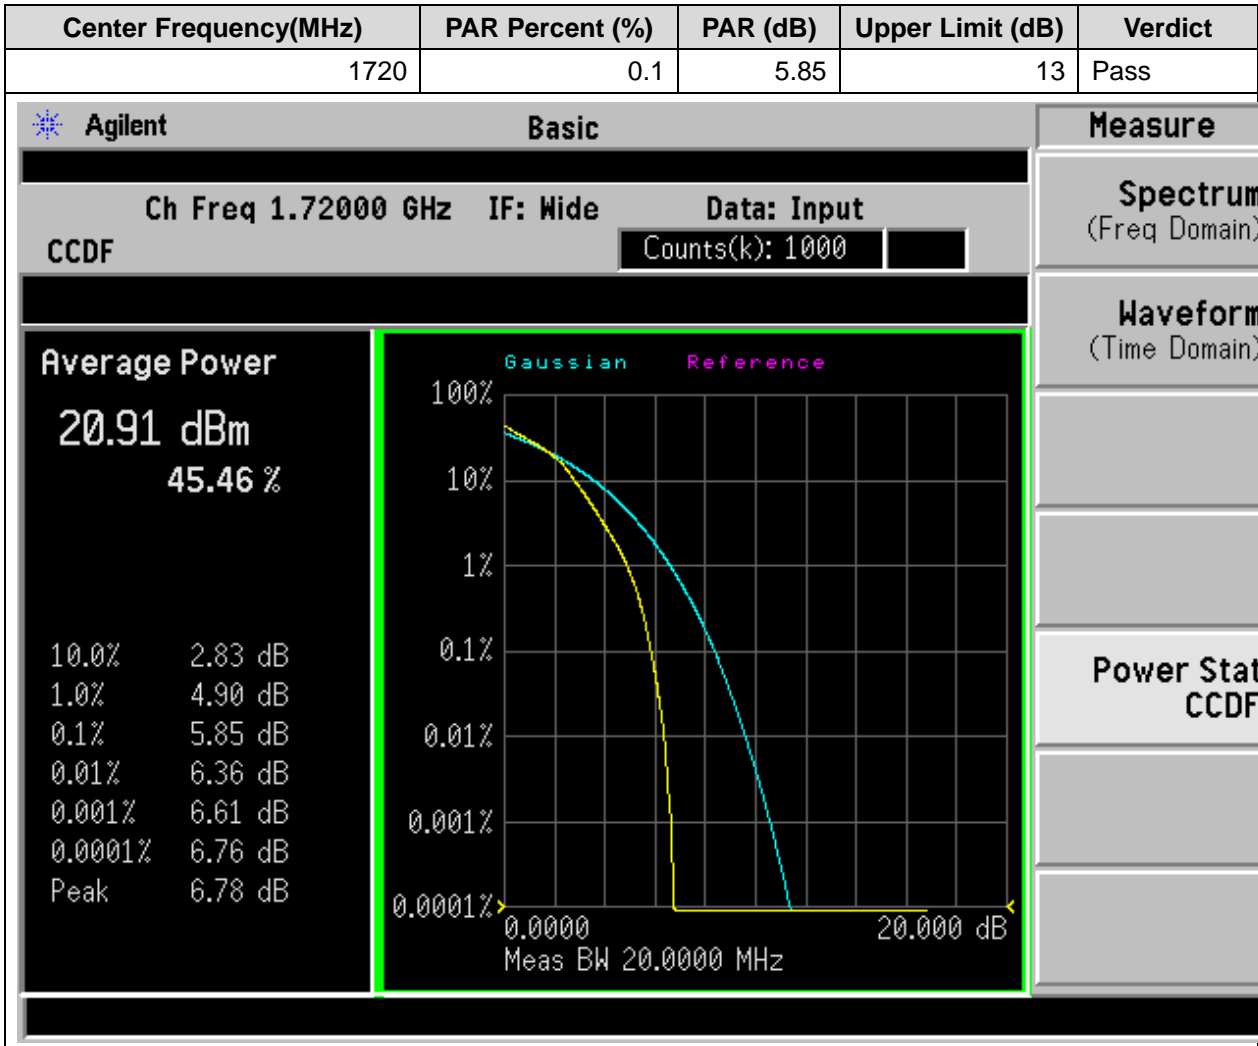 Center Frequency(MHz) PAR Percent (%) PAR (dB) Upper Limit (dB) Verdict
1720 0.1 5.85 13 Pass
Agilent Basic Measure
Ch Freq 1.72000 GHz IF: Wide Data: Input
CCDF Counts(k): 1000
Spectrum
(Freq Domain)
Waveform
(Time Domain)
Power Stat
CCDF
Average Power
20.91 dBm
45.46 %
10.0% 2.83 dB
1.0% 4.90 dB
0.1% 5.85 dB
0.01% 6.36 dB
0.001% 6.61 dB
0.0001% 6.76 dB
Peak 6.78 dB
Gaussian Reference
100%
10%
1%
0.1%
0.01%
0.001%
0.0001%
0.0000 20.000 dB
Meas BW 20.0000 MHz